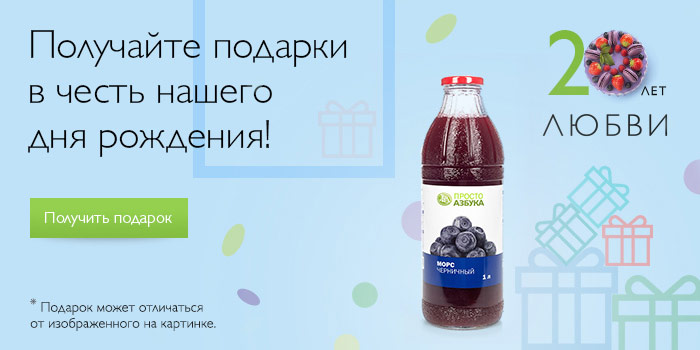 Получайте подарки
в честь нашего
дня рождения!
Получить подарок
* Подарок может отличаться
от изображенного на картинке.
ПРОСТО
АЗБУКА
МОРС
ЧЕРНИЧНЫЙ
1 л
20 ЛЕТ
ЛЮБВИ